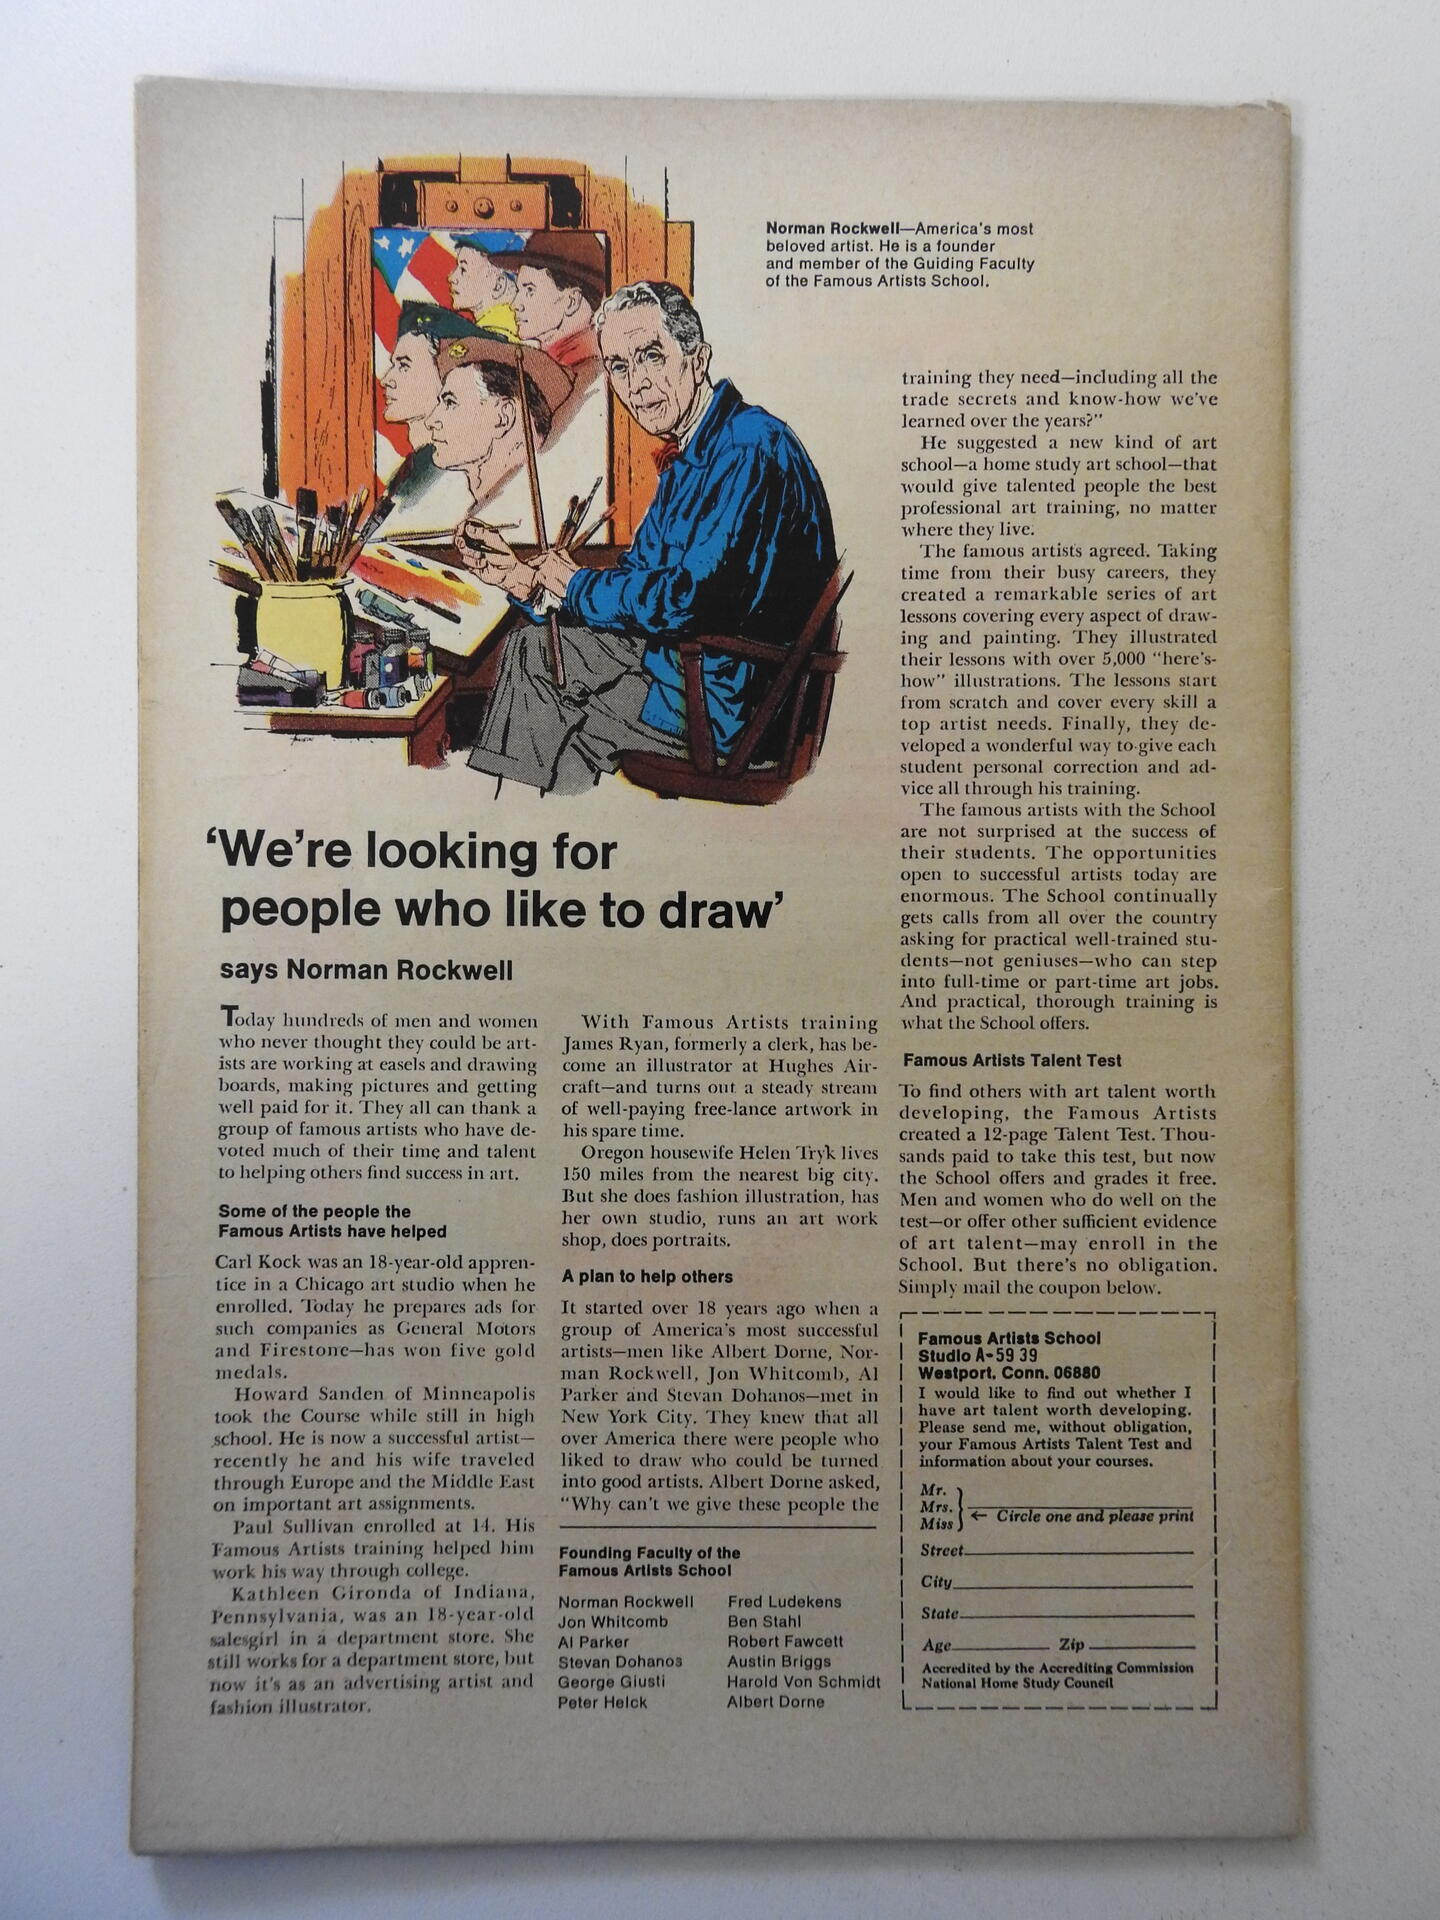 Norman Rockwell—America's most
beloved artist. He is a founder
and member of the Guiding Faculty
of the Famous Artists School.
'We're looking for
people who like to draw'
says Norman Rockwell
Today hundreds of men and women
who never thought they could be art-
ists are working at easels and drawing
boards, making pictures and getting
well paid for it. They all can thank a
group of famous artists who have de-
voted much of their time and talent
to helping others find success in art.
Some of the people the
Famous Artists have helped
Carl Kock was an 18-year-old appren-
tice in a Chicago art studio when he
enrolled. Today he prepares ads for
such companies as General Motors
and Firestone—has won five gold
medals.
Howard Sanden of Minneapolis
took the Course while still in high
school. He is now a successful artist—
recently he and his wife traveled
through Europe and the Middle East
on important art assignments.
Paul Sullivan enrolled at 14. His
Famous Artists training helped him
work his way through college.
Kathleen Gironda of Indiana,
Pennsylvania, was an 18-year-old
salesgirl in a department store. She
still works for a department store, but
now it's as an advertising artist and
fashion illustrator.
With Famous Artists training
James Ryan, formerly a clerk, has be-
come an illustrator at Hughes Air-
craft—and turns out a steady stream
of well-paying free-lance artwork in
his spare time.
Oregon housewife Helen Tryk lives
150 miles from the nearest big city.
But she does fashion illustration, has
her own studio, runs an art work
shop, does portraits.
A plan to help others
It started over 18 years ago when a
group of America's most successful
artists—men like Albert Dorne, Nor-
man Rockwell, Jon Whitcomb, Al
Parker and Stevan Dohanos—met in
New York City. They knew that all
over America there were people who
liked to draw who could be turned
into good artists. Albert Dorne asked,
"Why can't we give these people the
Founding Faculty of the
Famous Artists School
Norman Rockwell
Jon Whitcomb
Al Parker
Stevan Dohanos
George Giusti
Peter Helck
Fred Ludekens
Ben Stahl
Robert Fawcett
Austin Briggs
Harold Von Schmidt
Albert Dorne
training they need—including all the
trade secrets and know-how we've
learned over the years?"
He suggested a new kind of art
school—a home study art school—that
would give talented people the best
professional art training, no matter
where they live.
The famous artists agreed. Taking
time from their busy careers, they
created a remarkable series of art
lessons covering every aspect of draw-
ing and painting. They illustrated
their lessons with over 5,000 "here's-
how" illustrations. The lessons start
from scratch and cover every skill a
top artist needs. Finally, they de-
veloped a wonderful way to give each
student personal correction and ad-
vice all through his training.
The famous artists with the School
are not surprised at the success of
their students. The opportunities
open to successful artists today are
enormous. The School continually
gets calls from all over the country
asking for practical well-trained stu-
dents—not geniuses—who can step
into full-time or part-time art jobs.
And practical, thorough training is
what the School offers.
Famous Artists Talent Test
To find others with art talent worth
developing, the Famous Artists
created a 12-page Talent Test. Thou-
sands paid to take this test, but now
the School offers and grades it free.
Men and women who do well on the
test—or offer other sufficient evidence
of art talent—may enroll in the
School. But there's no obligation.
Simply mail the coupon below.
Famous Artists School
Studio A-59 39
Westport, Conn. 06880
I would like to find out whether I
have art talent worth developing.
Please send me, without obligation,
your Famous Artists Talent Test and
information about your courses.
Mr.
Mrs.
Miss
← Circle one and please print
Street
City
State
Age Zip
Accredited by the Accrediting Commission
National Home Study Council